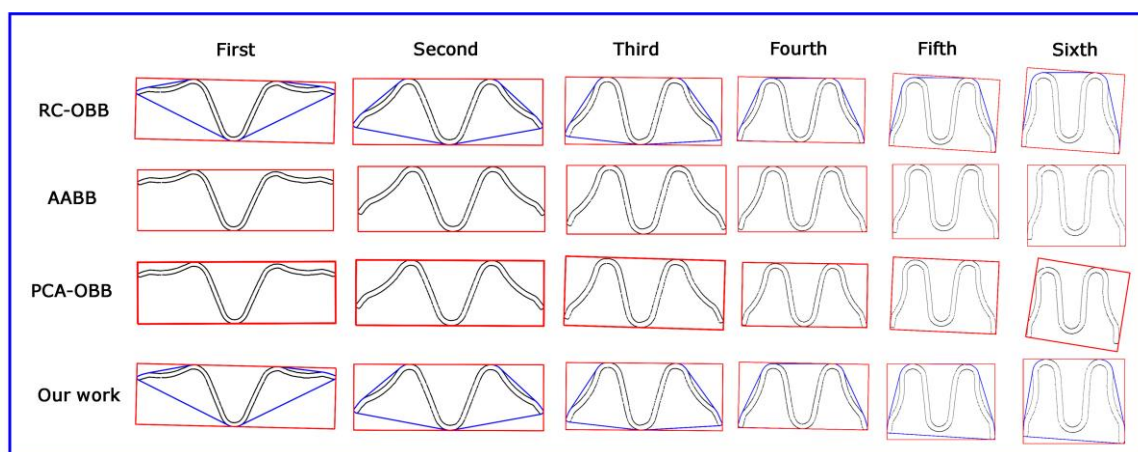 First Second Third Fourth Fifth Sixth
RC-OBB
AABB
PCA-OBB
Our work